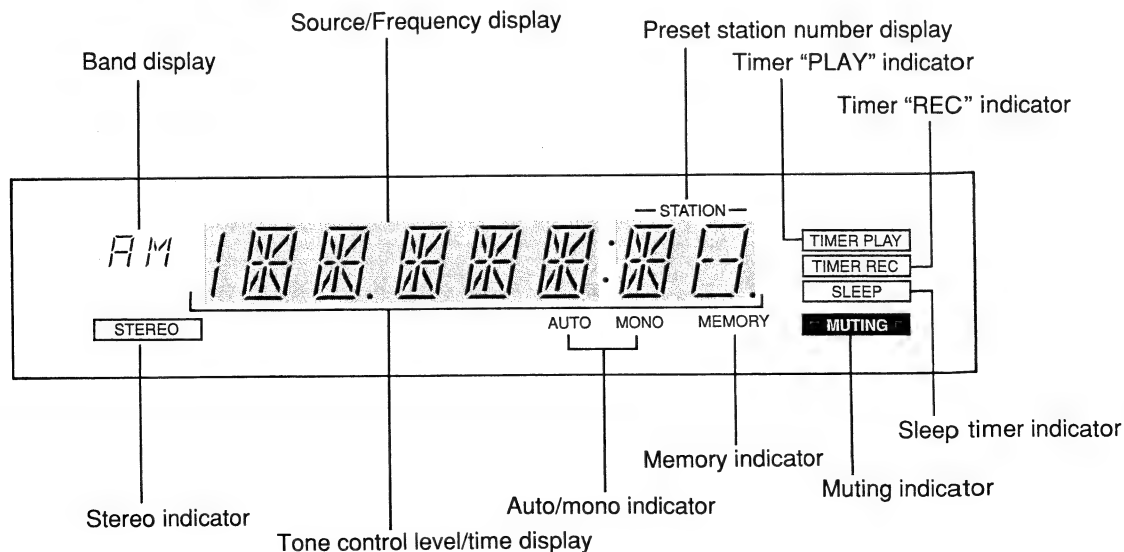 Source/Frequency display
Preset station number display
Band display
Timer “PLAY” indicator
Timer “REC” indicator
STATION
AM
TIMER PLAY
TIMER REC
SLEEP
STEREO
AUTO MONO MEMORY
MUTING
Sleep timer indicator
Memory indicator
Muting indicator
Auto/mono indicator
Stereo indicator
Tone control level/time display